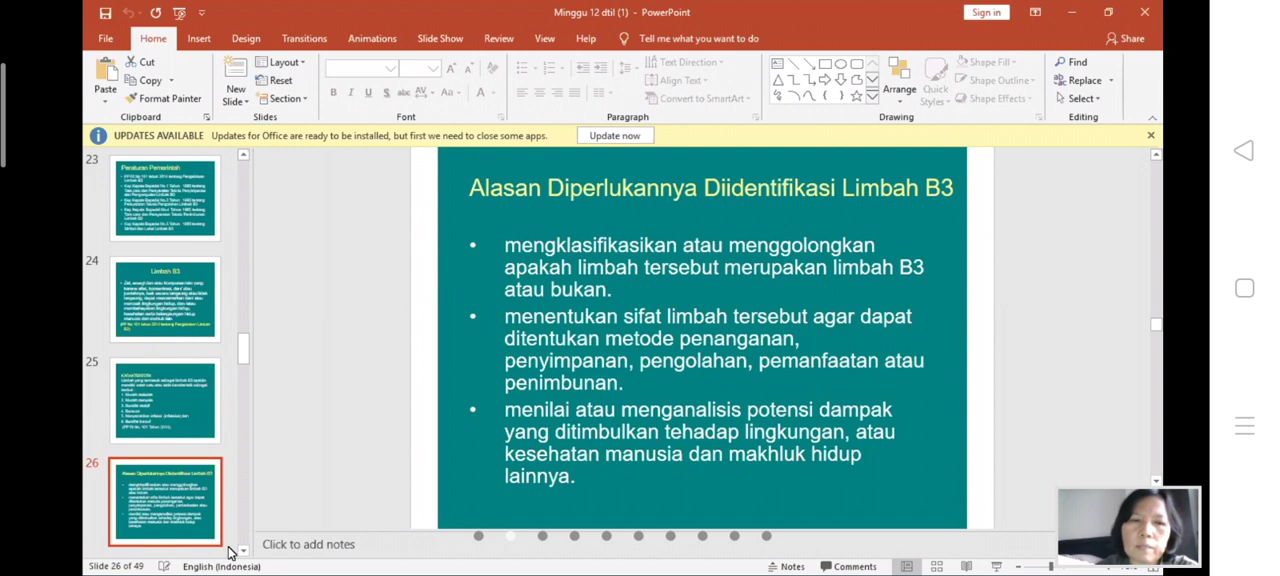 Minggu 12 dtil (1) - PowerPoint
Sign in
File Home Insert Design Transitions Animations Slide Show Review View Help Tell me what you want to do Share
Cut
Copy
Format Painter
Paste
Clipboard
New
Slide
Layout
Reset
Section
Slides
Font
Paragraph
Text Direction
Align Text
Convert to SmartArt
Arrange
Quick
Styles
Shape Fill
Shape Outline
Shape Effects
Drawing
Find
Replace
Select
Editing
UPDATES AVAILABLE Updates for Office are ready to be installed, but first we need to close some apps. Update now
23
Peraturan Pemerintah
24
Limbah B3
25
26
Alasan Diperlukannya Diidentifikasi Limbah B3
• mengklasifikasikan atau menggolongkan
apakah limbah tersebut merupakan limbah B3
atau bukan.
• menentukan sifat limbah tersebut agar dapat
ditentukan metode penanganan,
penyimpanan, pengolahan, pemanfaatan atau
penimbunan.
• menilai atau menganalisis potensi dampak
yang ditimbulkan tehadap lingkungan, atau
kesehatan manusia dan makhluk hidup
lainnya.
Click to add notes
Slide 26 of 49 English (Indonesia) Notes Comments